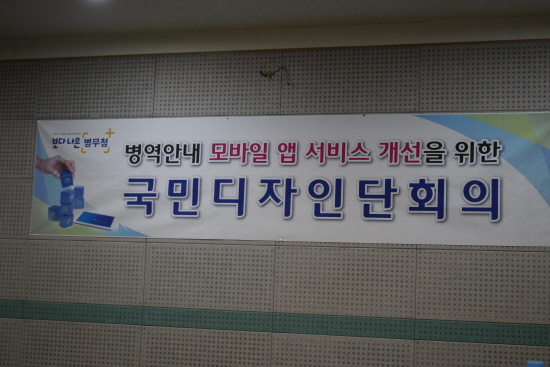 보다 나은 병무청
병역안내 모바일 앱 서비스 개선을 위한
국민디자인단회의